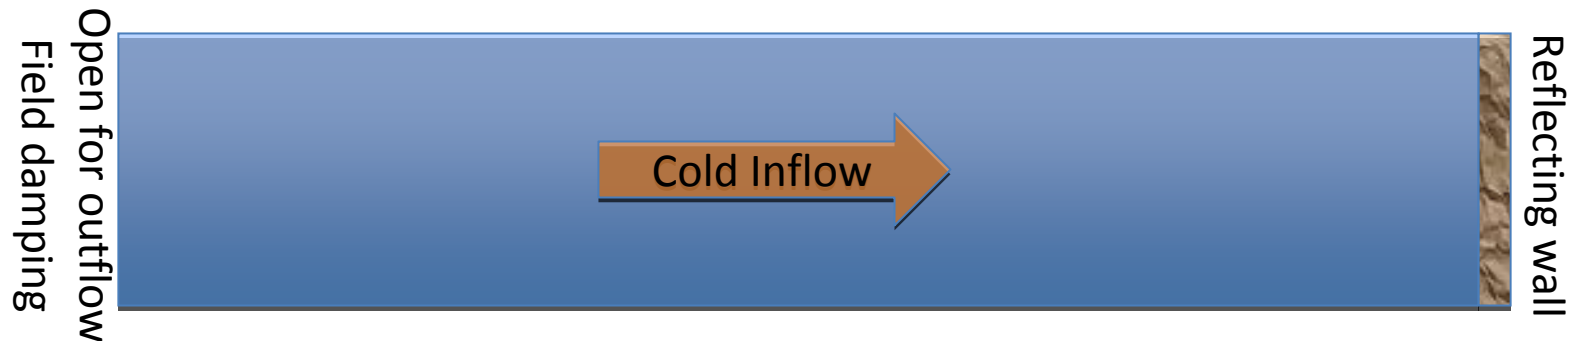 Open for outflow
Field damping
Cold Inflow
Reflecting wall